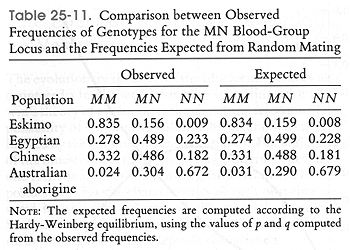 Table 25-11. Comparison between Observed
Frequencies of Genotypes for the MN Blood-Group
Locus and the Frequencies Expected from Random Mating
Observed Expected
Population MM MN NN MM MN NN
Eskimo 0.835 0.156 0.009 0.834 0.159 0.008
Egyptian 0.278 0.489 0.233 0.274 0.499 0.228
Chinese 0.332 0.486 0.182 0.331 0.488 0.181
Australian 0.024 0.304 0.672 0.031 0.290 0.679
aborigine
NOTE: The expected frequencies are computed according to the
Hardy-Weinberg equilibrium, using the values of p and q computed
from the observed frequencies.